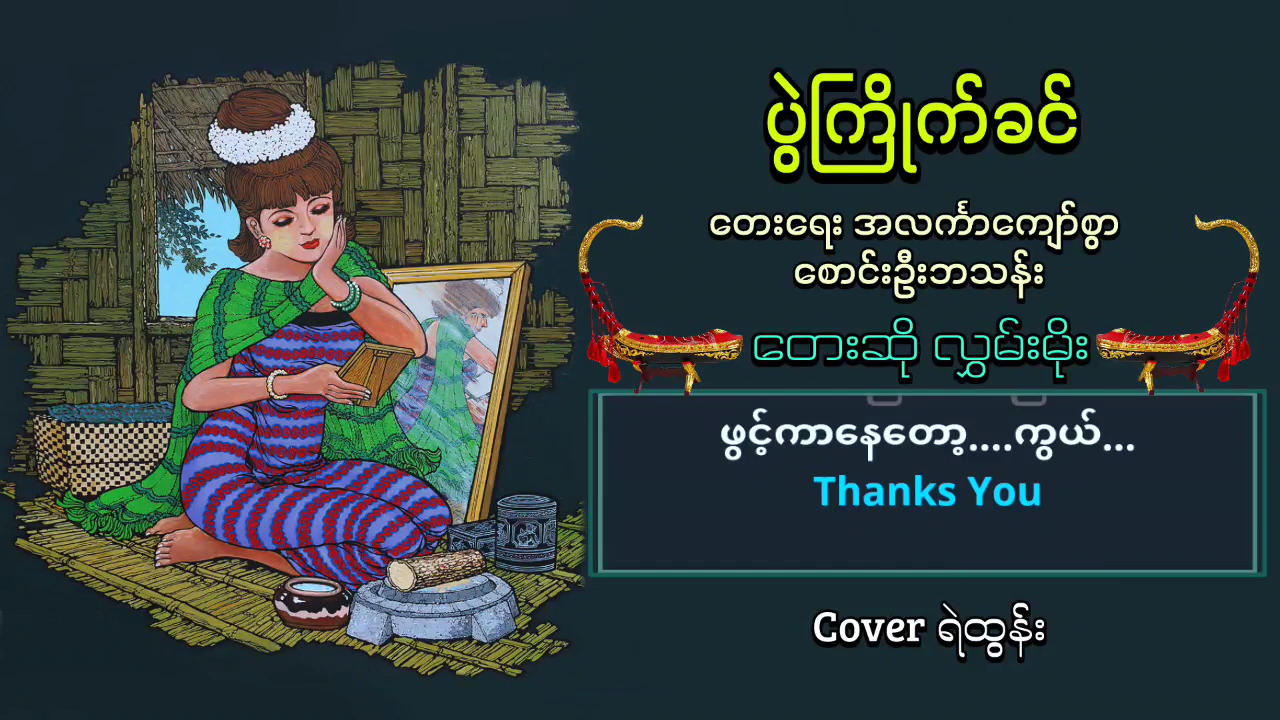 ပွဲကြိုက်ခင်
တေးရေး အလင်္ကာကျော်စွာ
စောင်းဦးဘသန်း
တေးဆို လွှမ်းမိုး
ဖွင့်ကာနေတော့....ကွယ်...
Thanks You
Cover ရဲထွန်း